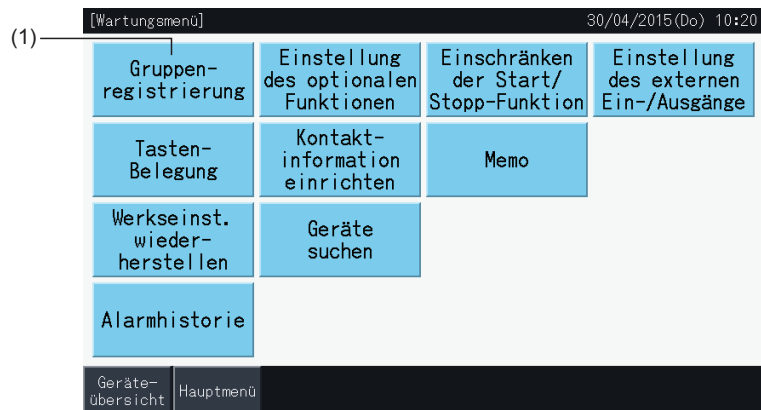 [Wartungsmenü] 30/04/2015(Do) 10:20
(1)
Gruppen-
registrierung
Einstellung
des optionalen
Funktionen
Einschränken
der Start/
Stopp-Funktion
Einstellung
des externen
Ein-/Ausgänge
Tasten-
Belegung
Kontakt-
information
einrichten
Memo
Werkseinst.
wieder-
herstellen
Geräte
suchen
Alarmhistorie
Geräte-
übersicht
Hauptmenü